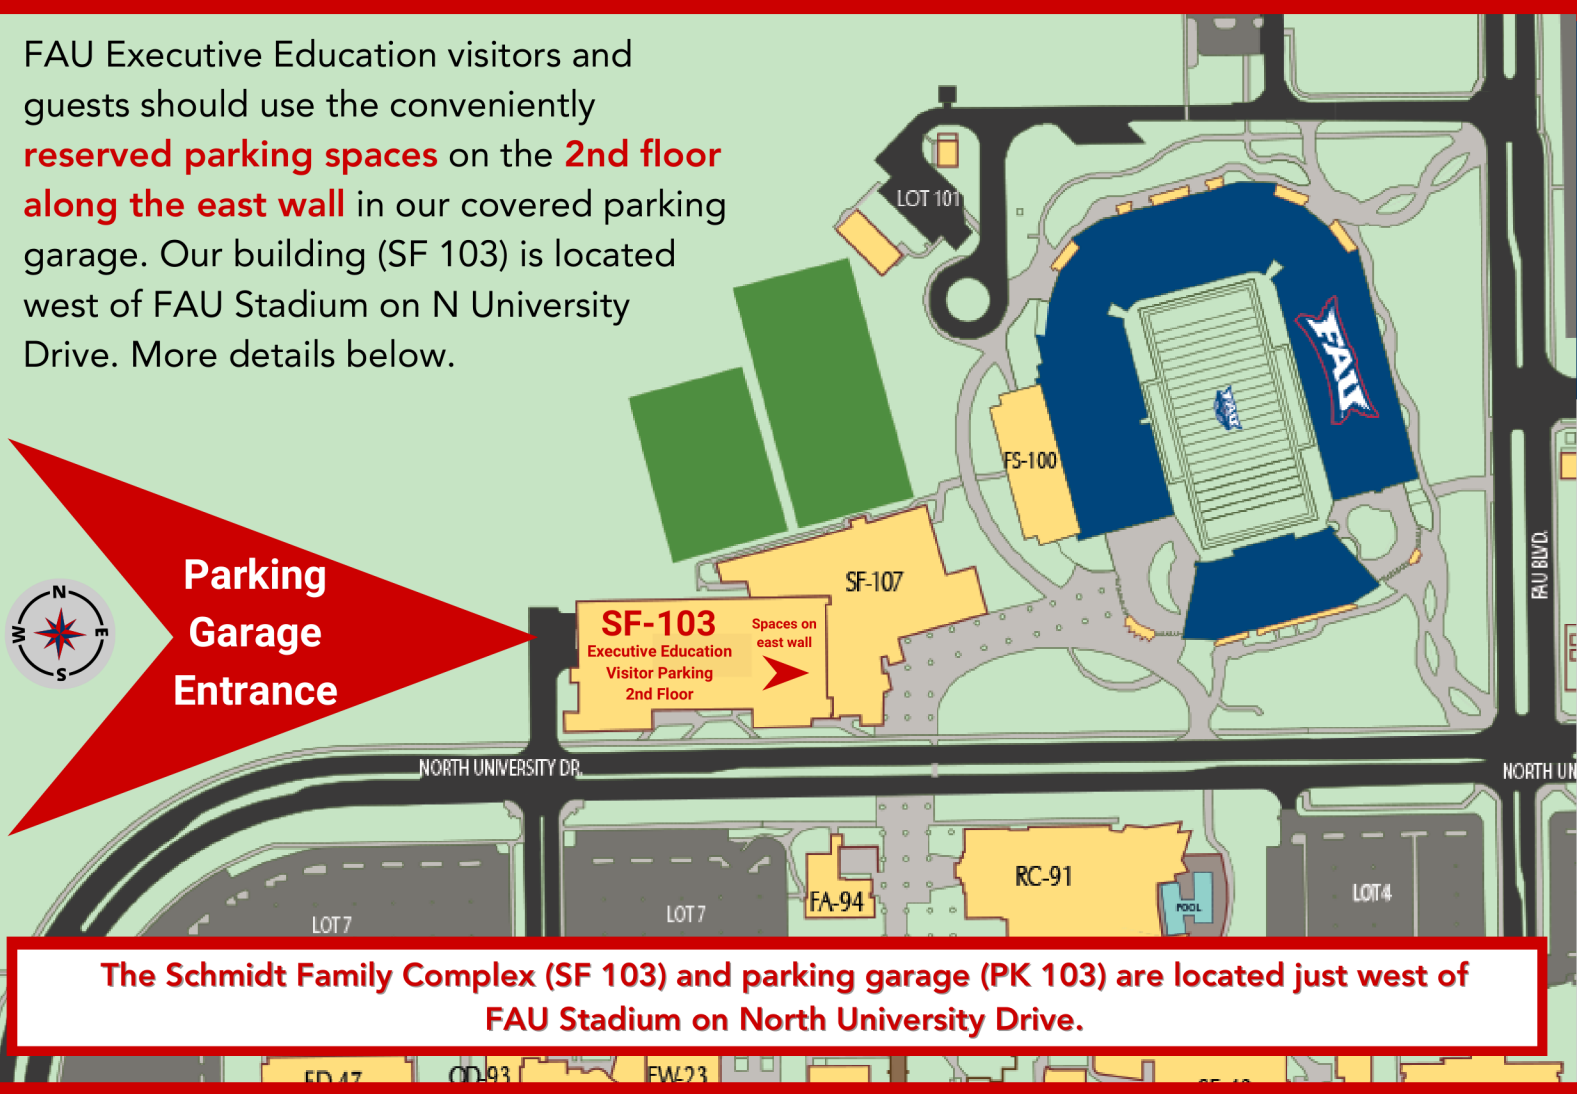 FAU Executive Education visitors and
guests should use the conveniently
reserved parking spaces on the 2nd floor
along the east wall in our covered parking
garage. Our building (SF 103) is located
west of FAU Stadium on N University
Drive. More details below.
LOT 101
FAU
FAU
FS-100
FAU BLVD.
Parking
Garage
Entrance
N
W
E
S
SF-107
SF-103
Executive Education
Visitor Parking
2nd Floor
Spaces on
east wall
NORTH UNIVERSITY DR.
NORTH UN
LOT 7
LOT 7
FA-94
RC-91
POOL
LOT 4
The Schmidt Family Complex (SF 103) and parking garage (PK 103) are located just west of
FAU Stadium on North University Drive.
ED-47
OD-93
FW-23